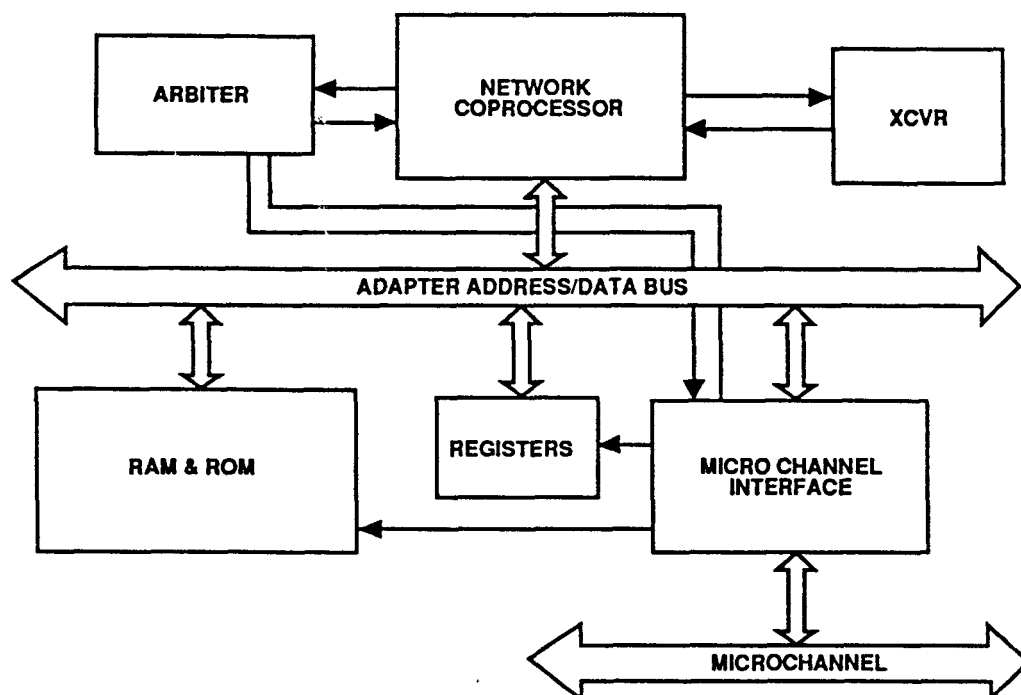 ARBITER
NETWORK
COPROCESSOR
XCVR
ADAPTER ADDRESS/DATA BUS
RAM & ROM
REGISTERS
MICRO CHANNEL
INTERFACE
MICROCHANNEL